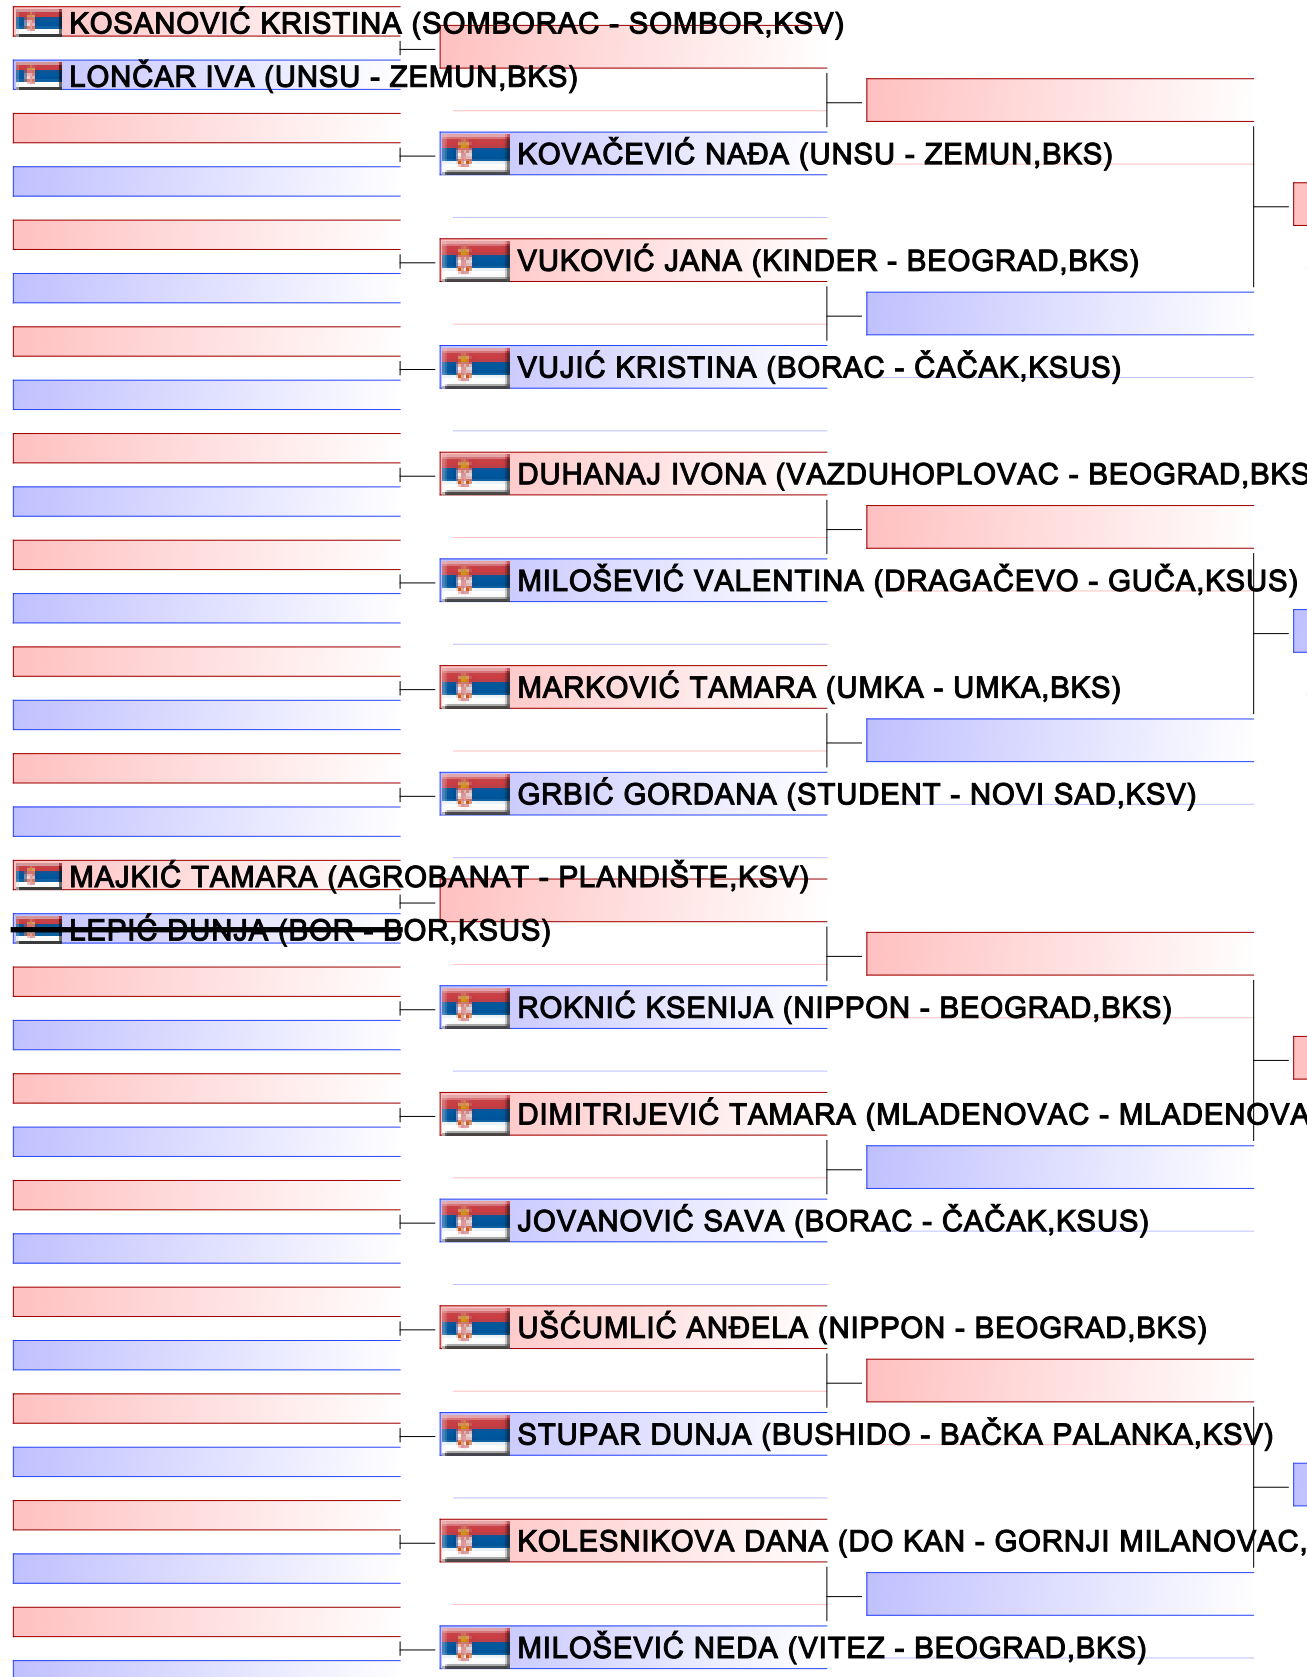 KOSANOVIĆ KRISTINA (SOMBORAC - SOMBOR,KSV)
LONČAR IVA (UNSU - ZEMUN,BKS)
KOVAČEVIĆ NAĐA (UNSU - ZEMUN,BKS)
VUKOVIĆ JANA (KINDER - BEOGRAD,BKS)
VUJIĆ KRISTINA (BORAC - ČAČAK,KSUS)
DUHANAJ IVONA (VAZDUHOPLOVAC - BEOGRAD,BKS
MILOŠEVIĆ VALENTINA (DRAGAČEVO - GUČA,KSUS)
MARKOVIĆ TAMARA (UMKA - UMKA,BKS)
GRBIĆ GORDANA (STUDENT - NOVI SAD,KSV)
MAJKIĆ TAMARA (AGROBANAT - PLANDIŠTE,KSV)
LEPIĆ DUNJA (BOR - BOR,KSUS)
ROKNIĆ KSENIJA (NIPPON - BEOGRAD,BKS)
DIMITRIJEVIĆ TAMARA (MLADENOVAC - MLADENOVA
JOVANOVIĆ SAVA (BORAC - ČAČAK,KSUS)
UŠĆUMLIĆ ANĐELA (NIPPON - BEOGRAD,BKS)
STUPAR DUNJA (BUSHIDO - BAČKA PALANKA,KSV)
KOLESNIKOVA DANA (DO KAN - GORNJI MILANOVAC,
MILOŠEVIĆ NEDA (VITEZ - BEOGRAD,BKS)